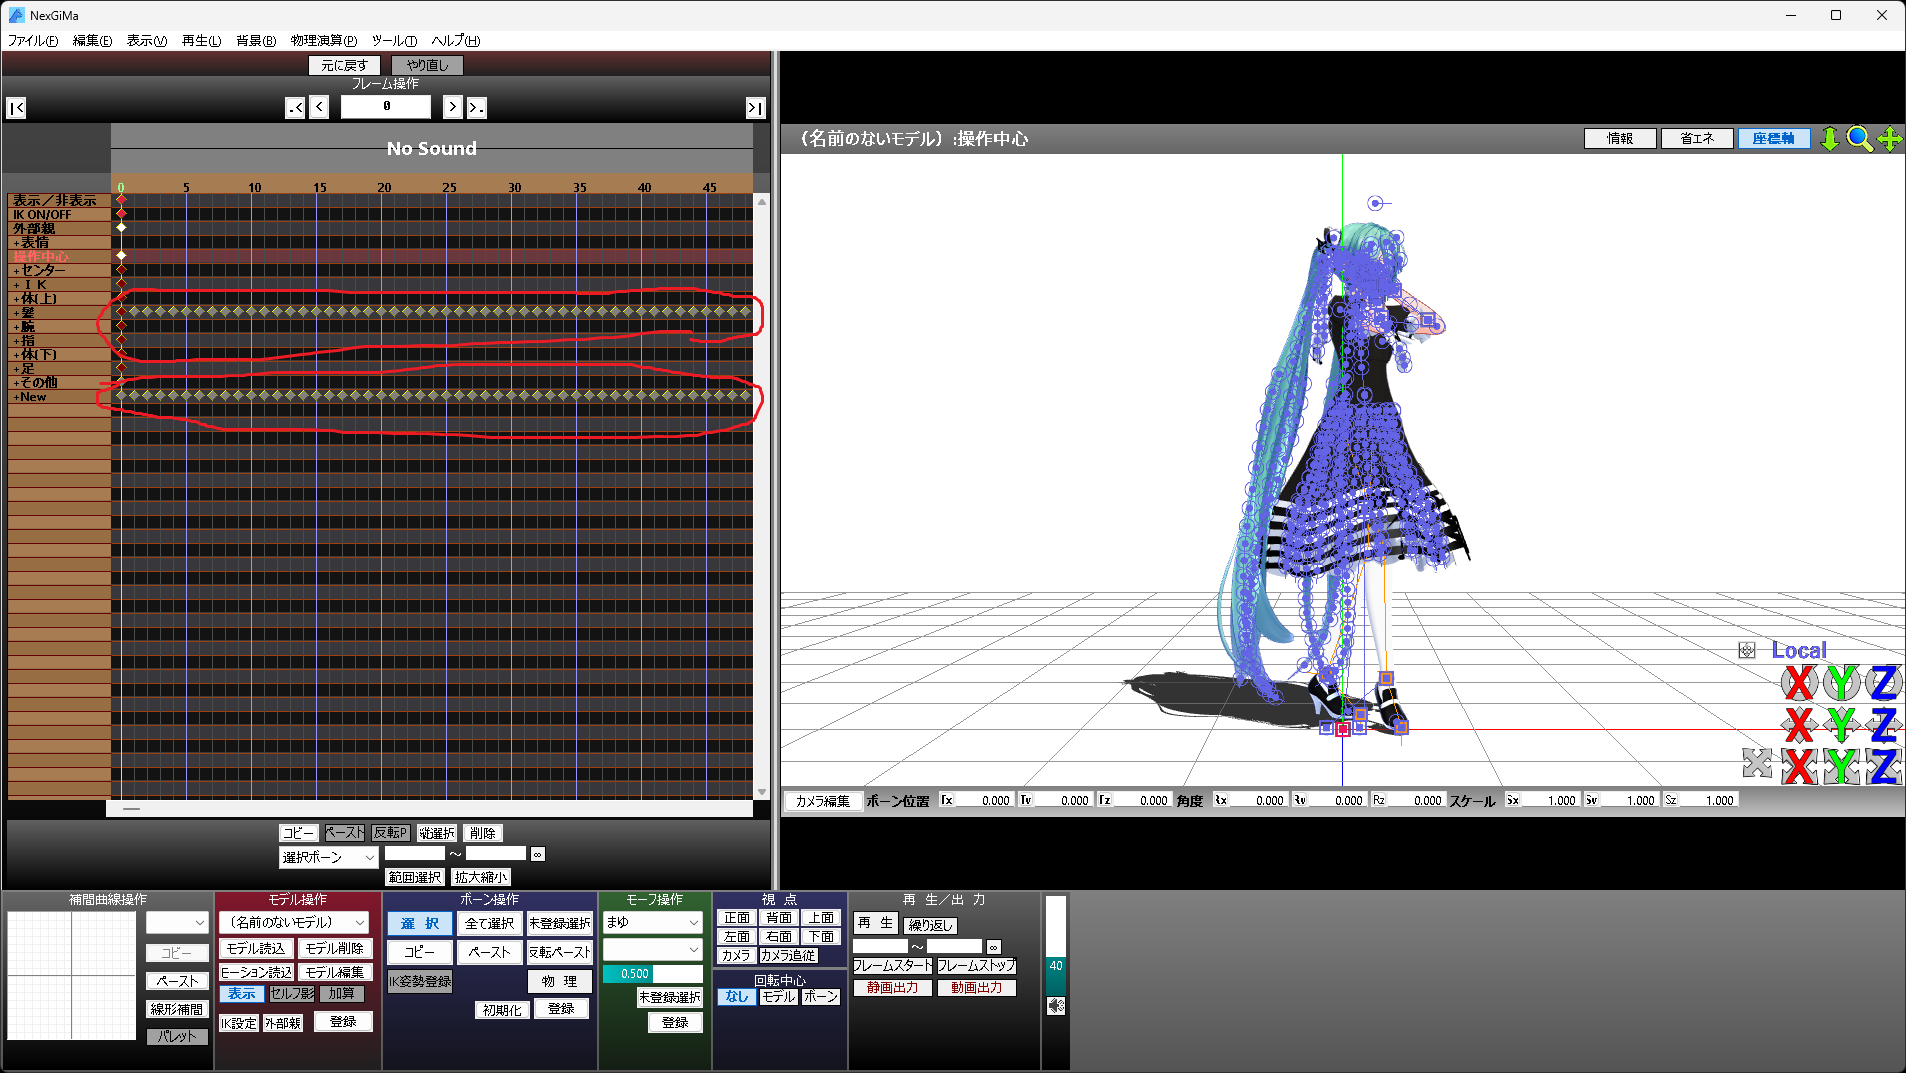 NexGiMa
ファイル(F) 編集(E) 表示(V) 再生(L) 背景(B) 物理演算(P) ツール(T) ヘルプ(H)
元に戻す やり直し
フレーム操作
|< .< < 0 > >. >|
No Sound
0 5 10 15 20 25 30 35 40 45
表示／非表示
IK ON/OFF
外部親
+表情
操作中心
+センター
+ＩＫ
+体(上)
+髪
+腕
+指
+体(下)
+足
+その他
+New
コピー ペースト 反転P 縦選択 削除
選択ボーン ～ ∞
範囲選択 拡大縮小
（名前のないモデル）:操作中心
情報 省エネ 座標軸
Local
X Y Z
X Y Z
X Y Z
カメラ編集 ボーン位置 Tx 0.000 Ty 0.000 Tz 0.000 角度 Rx 0.000 Ry 0.000 Rz 0.000 スケール Sx 1.000 Sy 1.000 Sz 1.000
補間曲線操作
コピー
ペースト
線形補間
パレット
モデル操作
（名前のないモデル）
モデル読込 モデル削除
モーション読込 モデル編集
表示 セルフ影 加算
IK設定 外部親 登録
ボーン操作
選 択 全て選択 未登録選択
コピー ペースト 反転ペースト
IK姿勢登録 物 理
初期化 登録
モーフ操作
まゆ
0.500
未登録選択
登録
視 点
正面 背面 上面
左面 右面 下面
カメラ カメラ追従
回転中心
なし モデル ボーン
再 生／出 力
再 生 繰り返し
～ ∞
フレームスタート フレームストップ
静画出力 動画出力
40